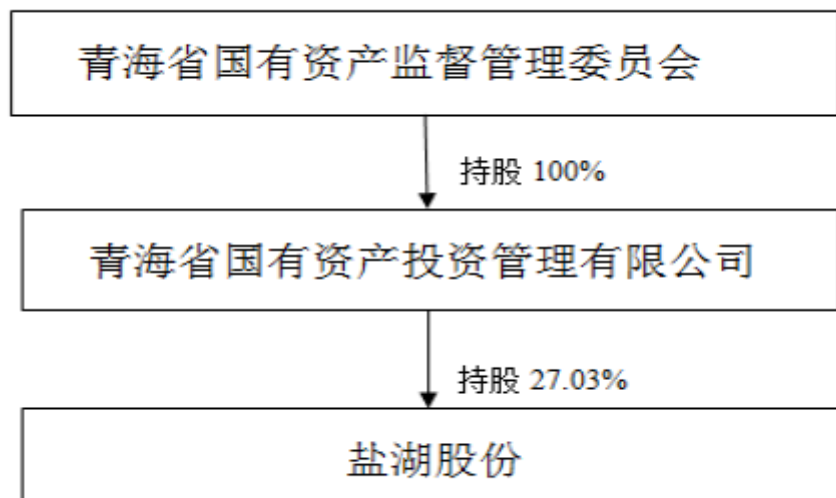 青海省国有资产监督管理委员会
持股 100%
青海省国有资产投资管理有限公司
持股 27.03%
盐湖股份